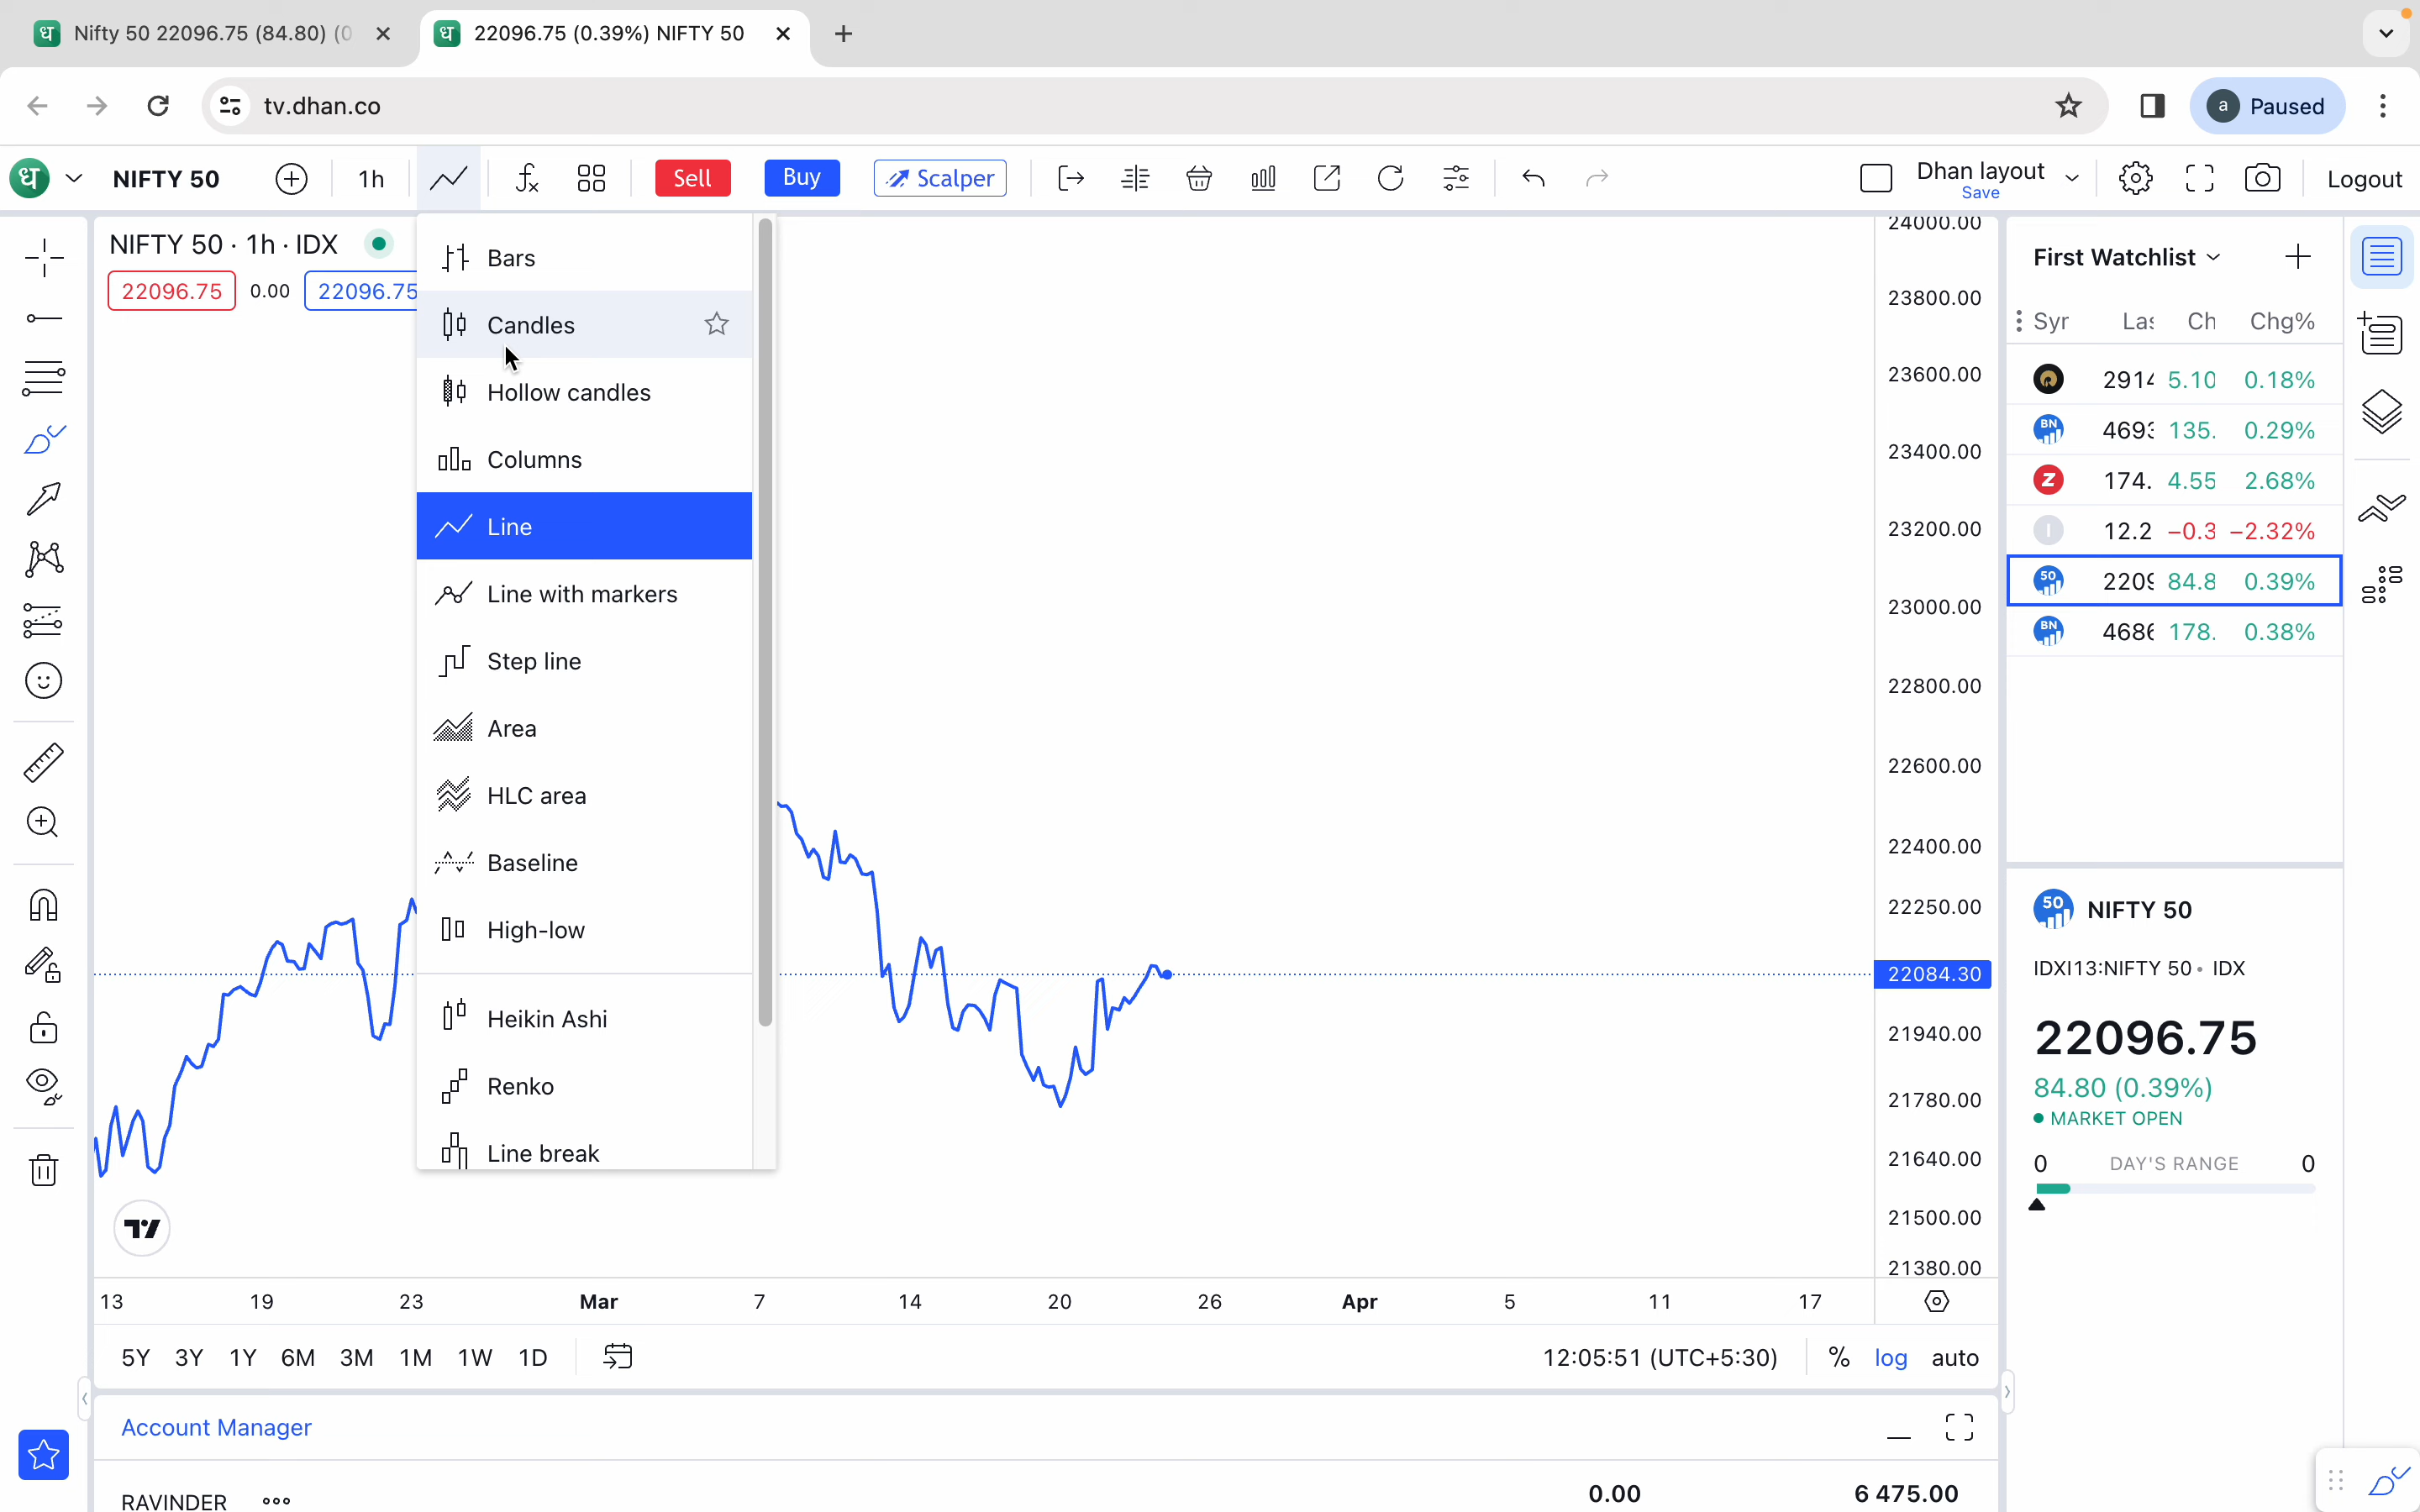 ध Nifty 50 22096.75 (84.80) (0
ध 22096.75 (0.39%) NIFTY 50
tv.dhan.co
a Paused
ध NIFTY 50 1h Sell Buy Scalper Dhan layout Save Logout
NIFTY 50 · 1h · IDX
22096.75 0.00 22096.75
Bars
Candles
Hollow candles
Columns
Line
Line with markers
Step line
Area
HLC area
Baseline
High-low
Heikin Ashi
Renko
Line break
24000.00
23800.00
23600.00
23400.00
23200.00
23000.00
22800.00
22600.00
22400.00
22250.00
22084.30
21940.00
21780.00
21640.00
21500.00
21380.00
13 19 23 Mar 7 14 20 26 Apr 5 11 17
5Y 3Y 1Y 6M 3M 1M 1W 1D 12:05:51 (UTC+5:30) % log auto
Account Manager
RAVINDER 0.00 6 475.00
First Watchlist
Syr Las Ch Chg%
2914 5.10 0.18%
BN 4693 135. 0.29%
Z 174. 4.55 2.68%
I 12.2 −0.3 −2.32%
50 2209 84.8 0.39%
BN 4686 178. 0.38%
50 NIFTY 50
IDXI13:NIFTY 50 • IDX
22096.75
84.80 (0.39%)
MARKET OPEN
0 DAY'S RANGE 0